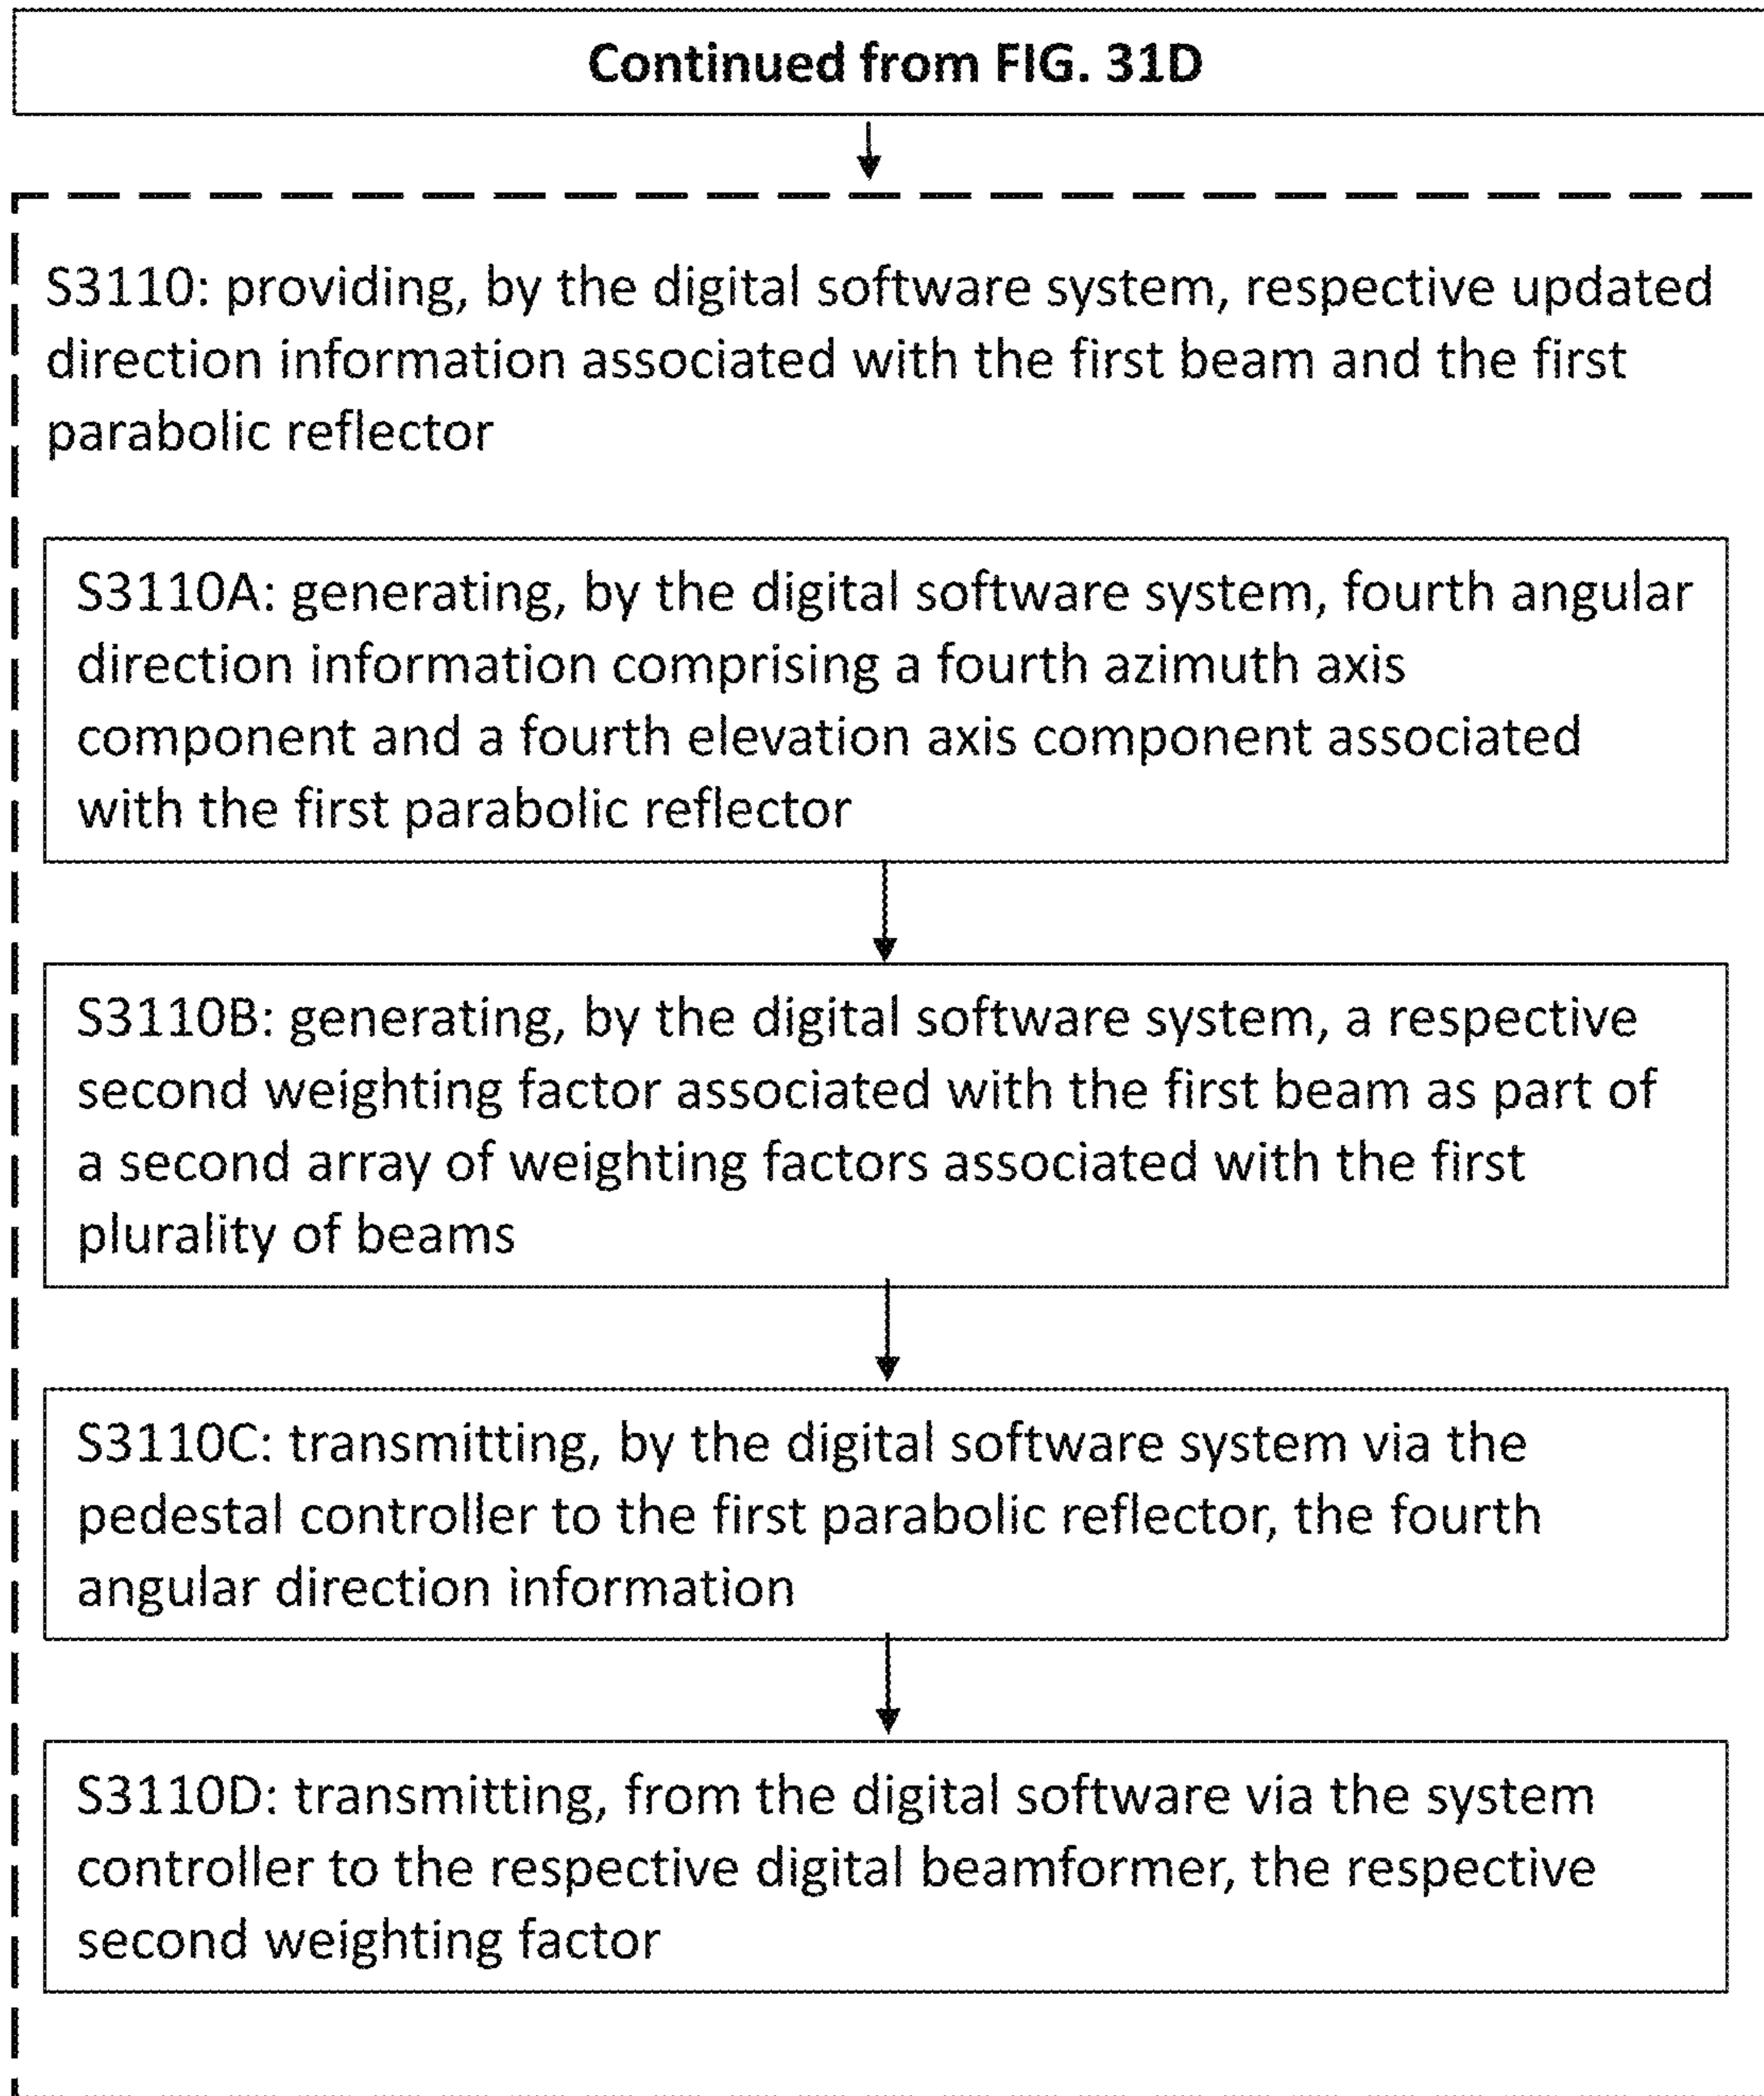 Continued from FIG. 31D
S3110: providing, by the digital software system, respective updated
direction information associated with the first beam and the first
parabolic reflector
S3110A: generating, by the digital software system, fourth angular
direction information comprising a fourth azimuth axis
component and a fourth elevation axis component associated
with the first parabolic reflector
S3110B: generating, by the digital software system, a respective
second weighting factor associated with the first beam as part of
a second array of weighting factors associated with the first
plurality of beams
S3110C: transmitting, by the digital software system via the
pedestal controller to the first parabolic reflector, the fourth
angular direction information
S3110D: transmitting, from the digital software via the system
controller to the respective digital beamformer, the respective
second weighting factor